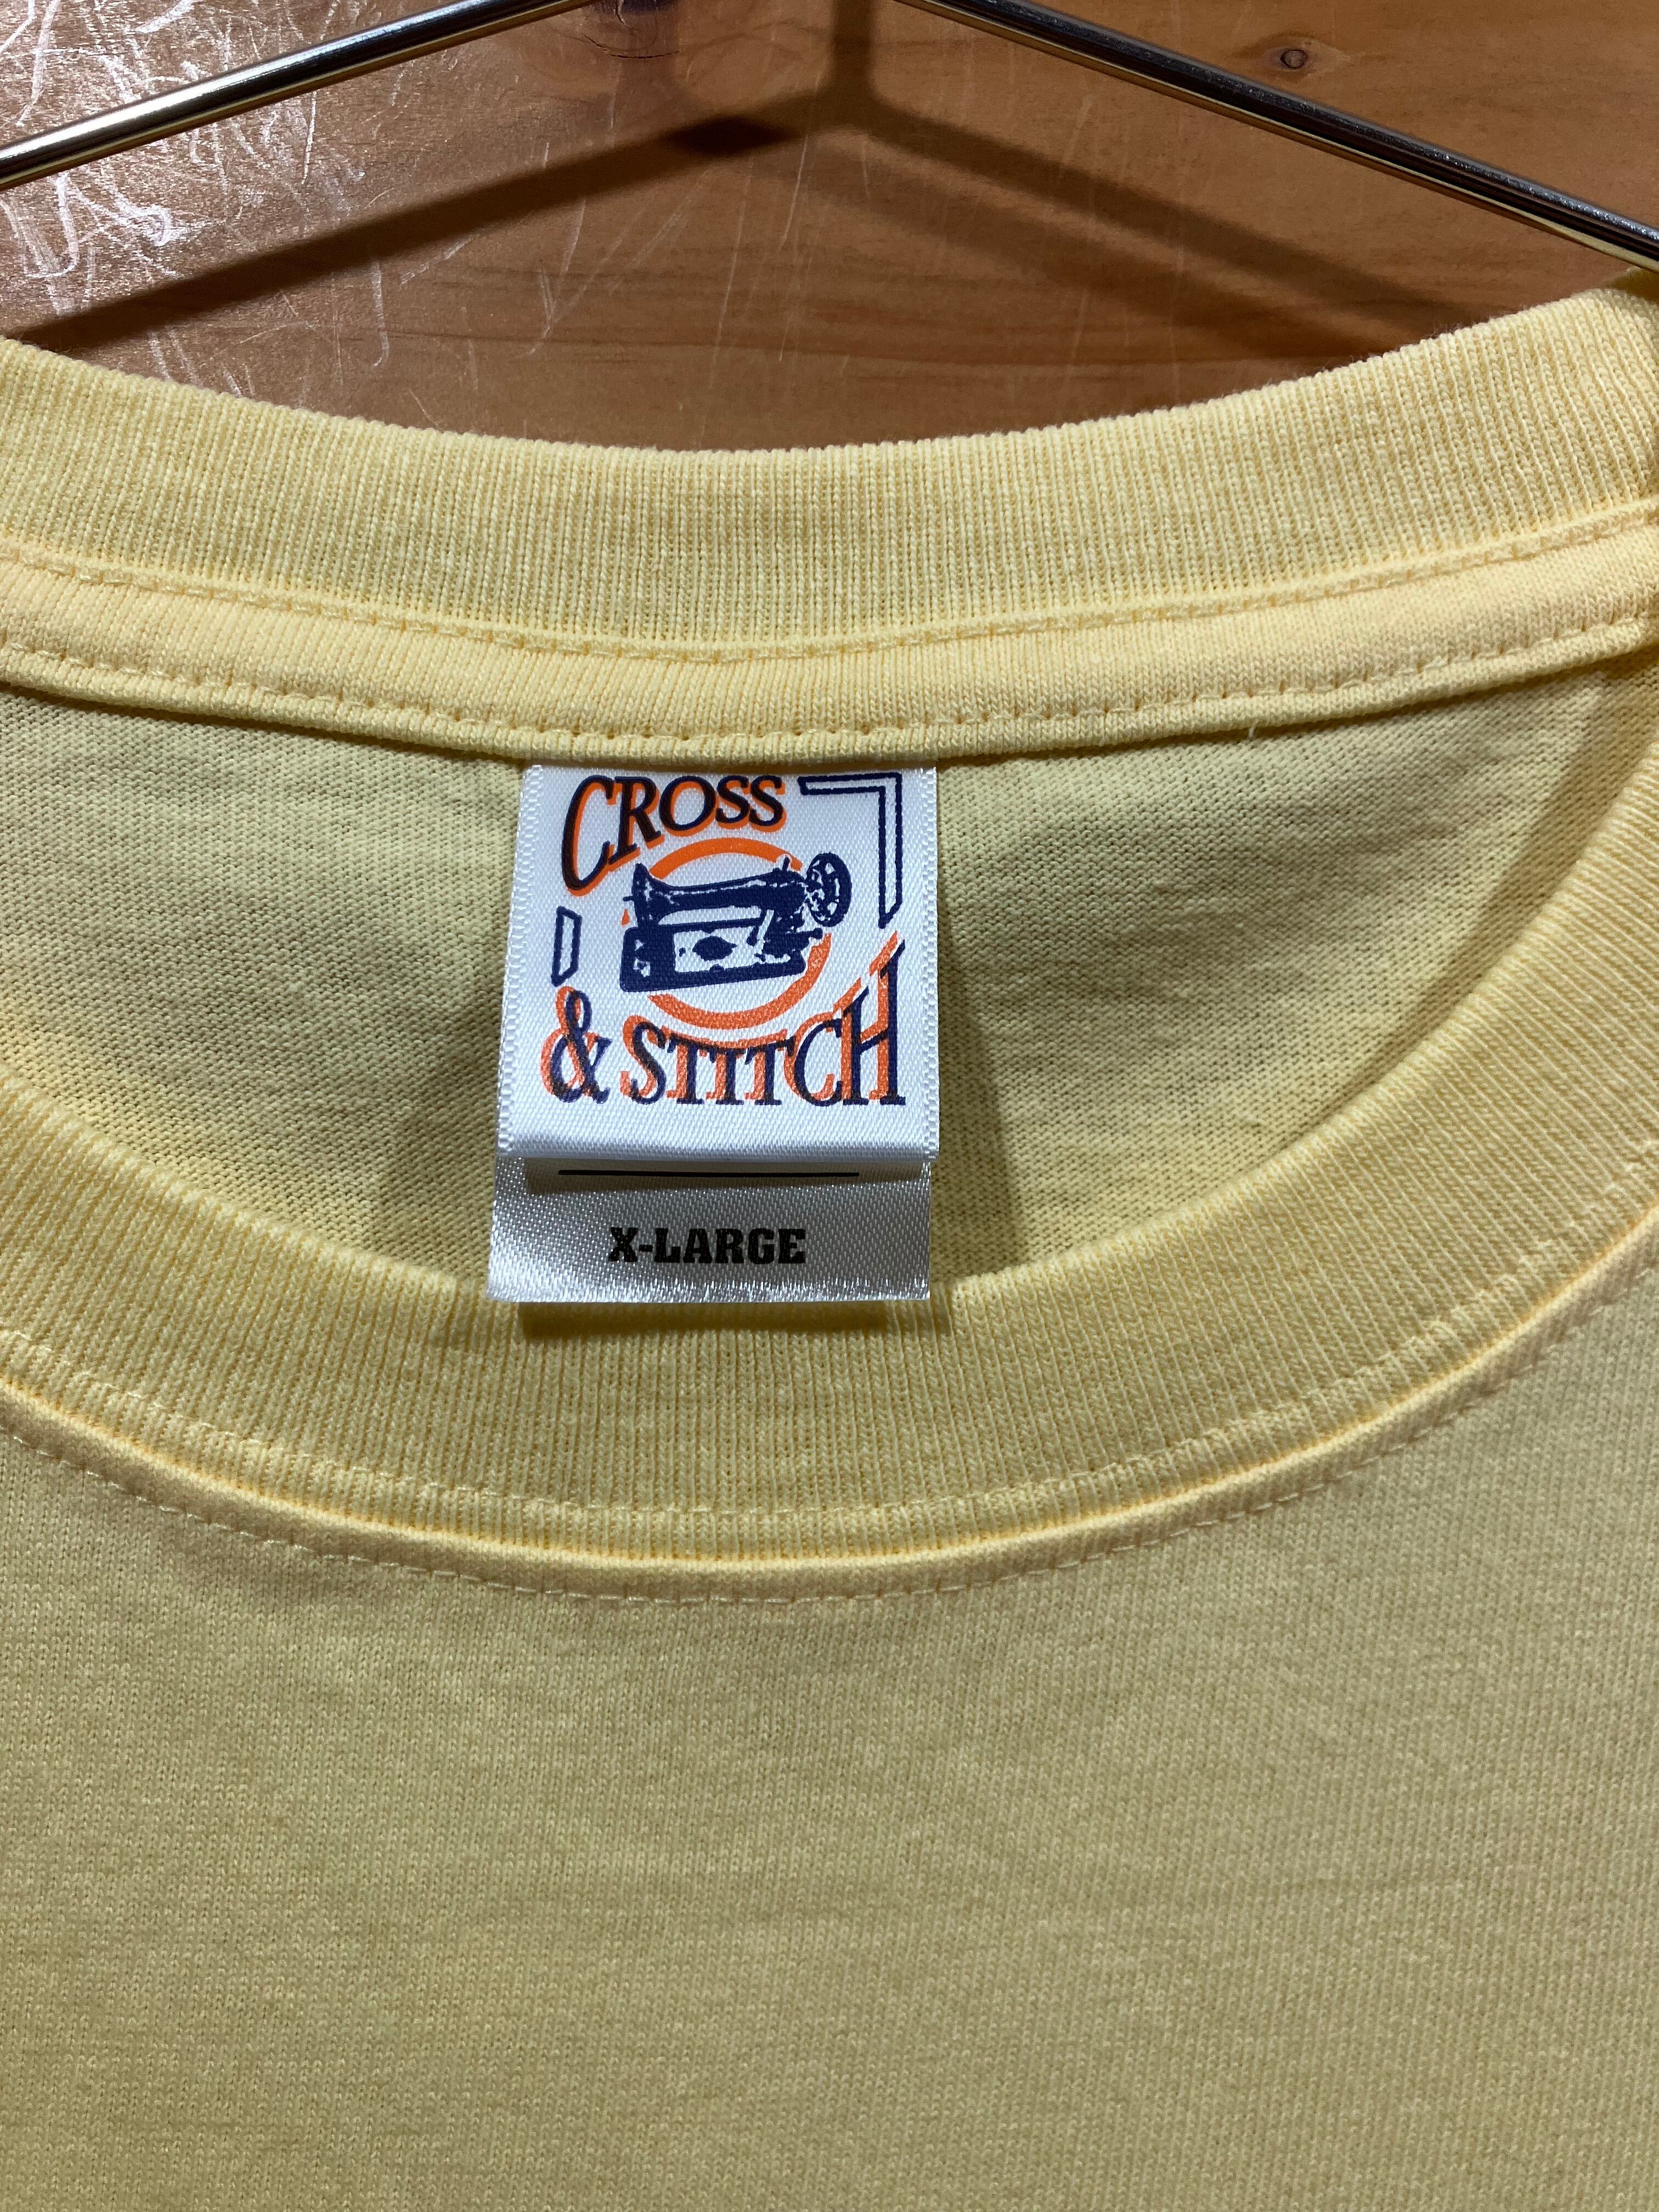 CROSS
& STITCH
X-LARGE